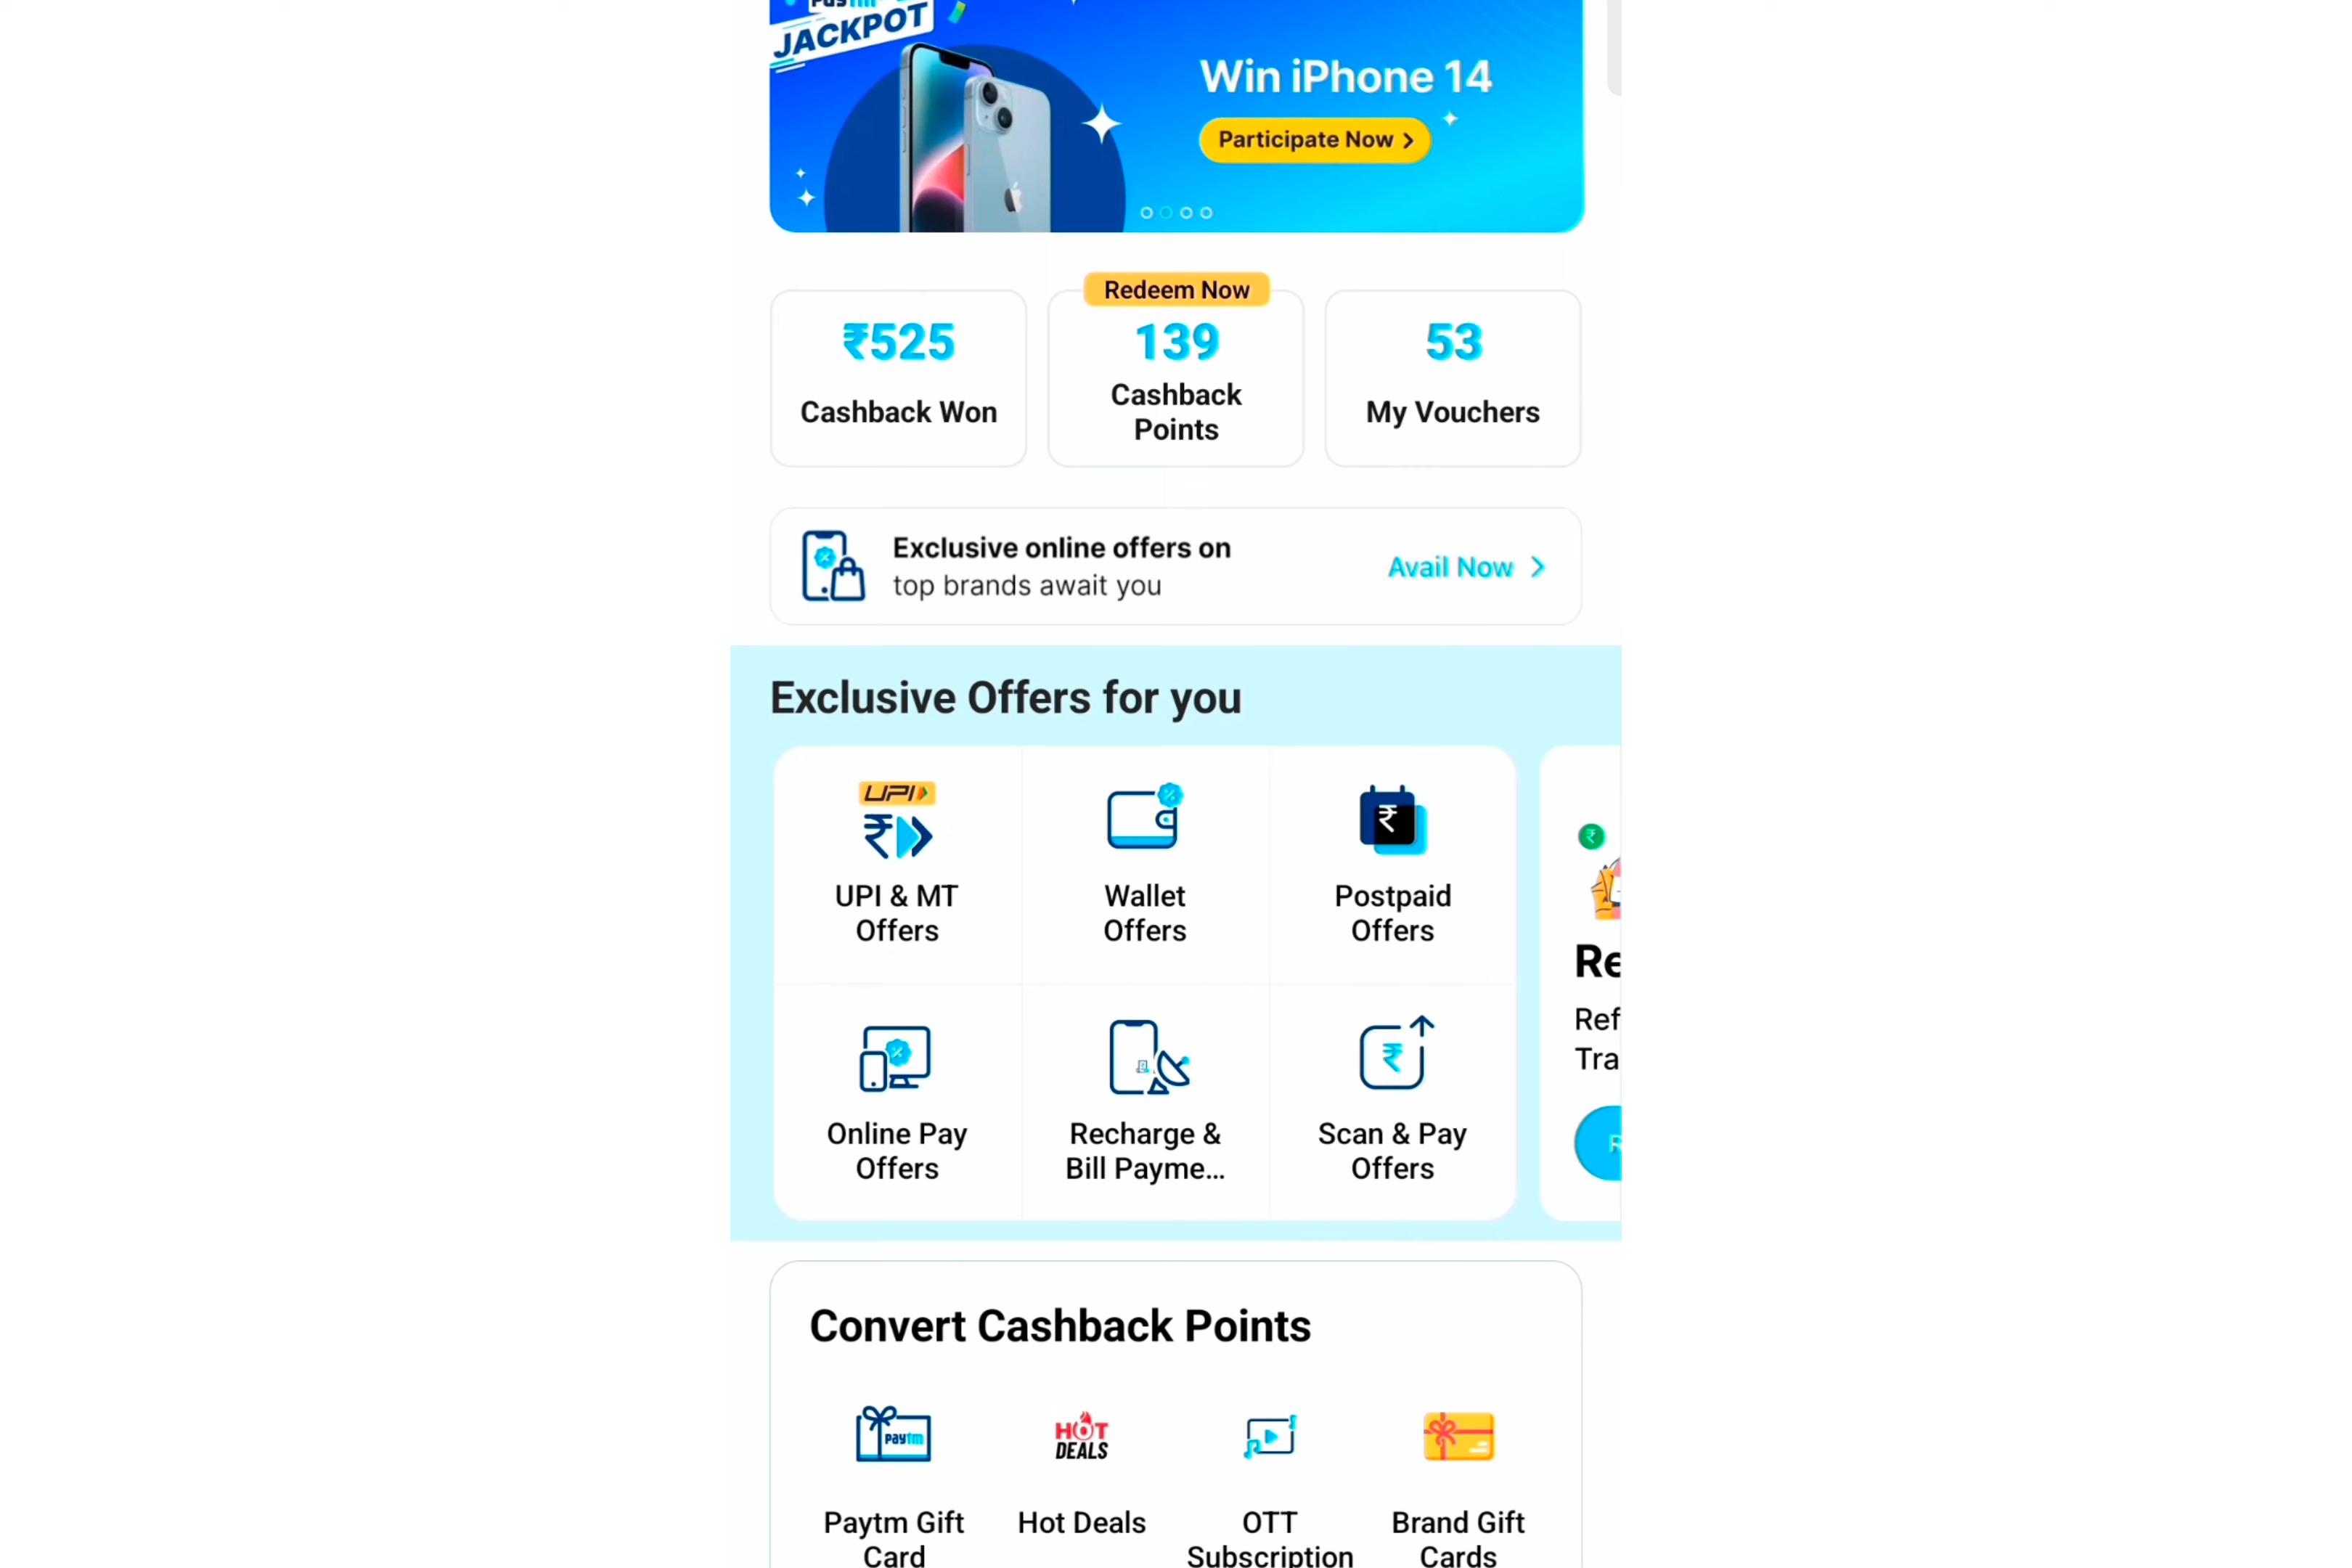 Paytm
JACKPOT
Win iPhone 14
Participate Now
Redeem Now
₹525
Cashback Won
139
Cashback
Points
53
My Vouchers
Exclusive online offers on
top brands await you
Avail Now
Exclusive Offers for you
UPI
₹
UPI & MT
Offers
Wallet
Offers
₹
Postpaid
Offers
₹
Re
Ref
Tra
R
Online Pay
Offers
Recharge &
Bill Payme...
₹
Scan & Pay
Offers
Convert Cashback Points
paytm
Paytm Gift
Card
HOT
DEALS
Hot Deals
OTT
Subscription
Brand Gift
Cards